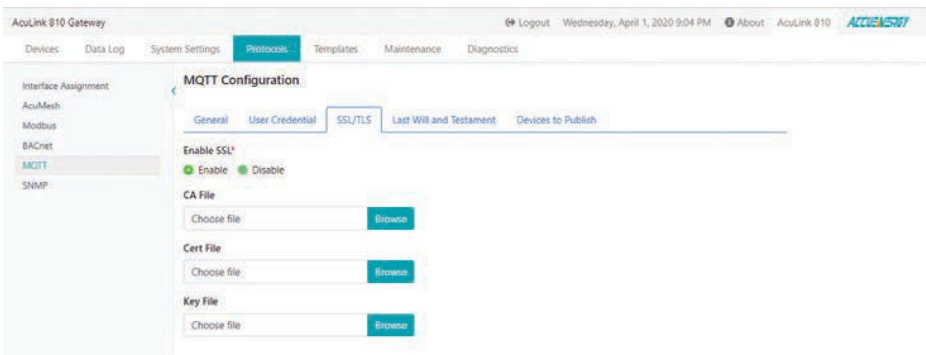 AcuLink 810 Gateway Logout Wednesday, April 1, 2020 9:04 PM About AcuLink 810 ACCUENERGY
Devices Data Log System Settings Protocols Templates Maintenance Diagnostics
Interface Assignment
AcuMesh
Modbus
BACnet
MQTT
SNMP
MQTT Configuration
General User Credential SSL/TLS Last Will and Testament Devices to Publish
Enable SSL*
Enable Disable
CA File
Choose file Browse
Cert File
Choose file Browse
Key File
Choose file Browse